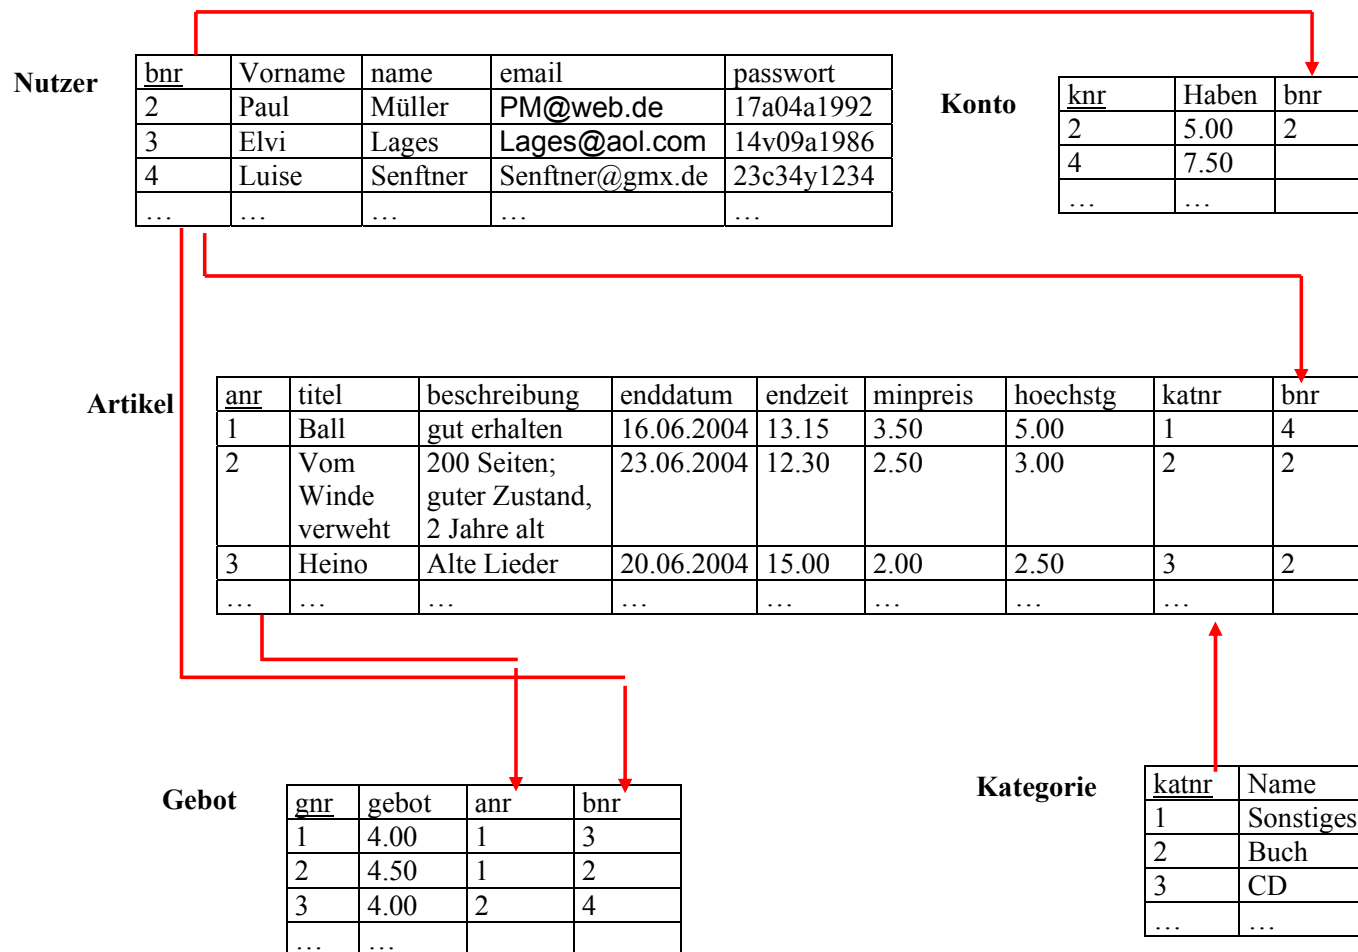 Nutzer
bnr Vorname name email passwort
2 Paul Müller PM@web.de 17a04a1992
3 Elvi Lages Lages@aol.com 14v09a1986
4 Luise Senftner Senftner@gmx.de 23c34y1234
… … … … …
Konto
knr Haben bnr
2 5.00 2
4 7.50
… …
Artikel
anr titel beschreibung enddatum endzeit minpreis hoechstg katnr bnr
1 Ball gut erhalten 16.06.2004 13.15 3.50 5.00 1 4
2 Vom 200 Seiten; 23.06.2004 12.30 2.50 3.00 2 2
Winde guter Zustand,
verweht 2 Jahre alt
3 Heino Alte Lieder 20.06.2004 15.00 2.00 2.50 3 2
… … … … … … … …
Gebot
gnr gebot anr bnr
1 4.00 1 3
2 4.50 1 2
3 4.00 2 4
… …
Kategorie
katnr Name
1 Sonstiges
2 Buch
3 CD
… …